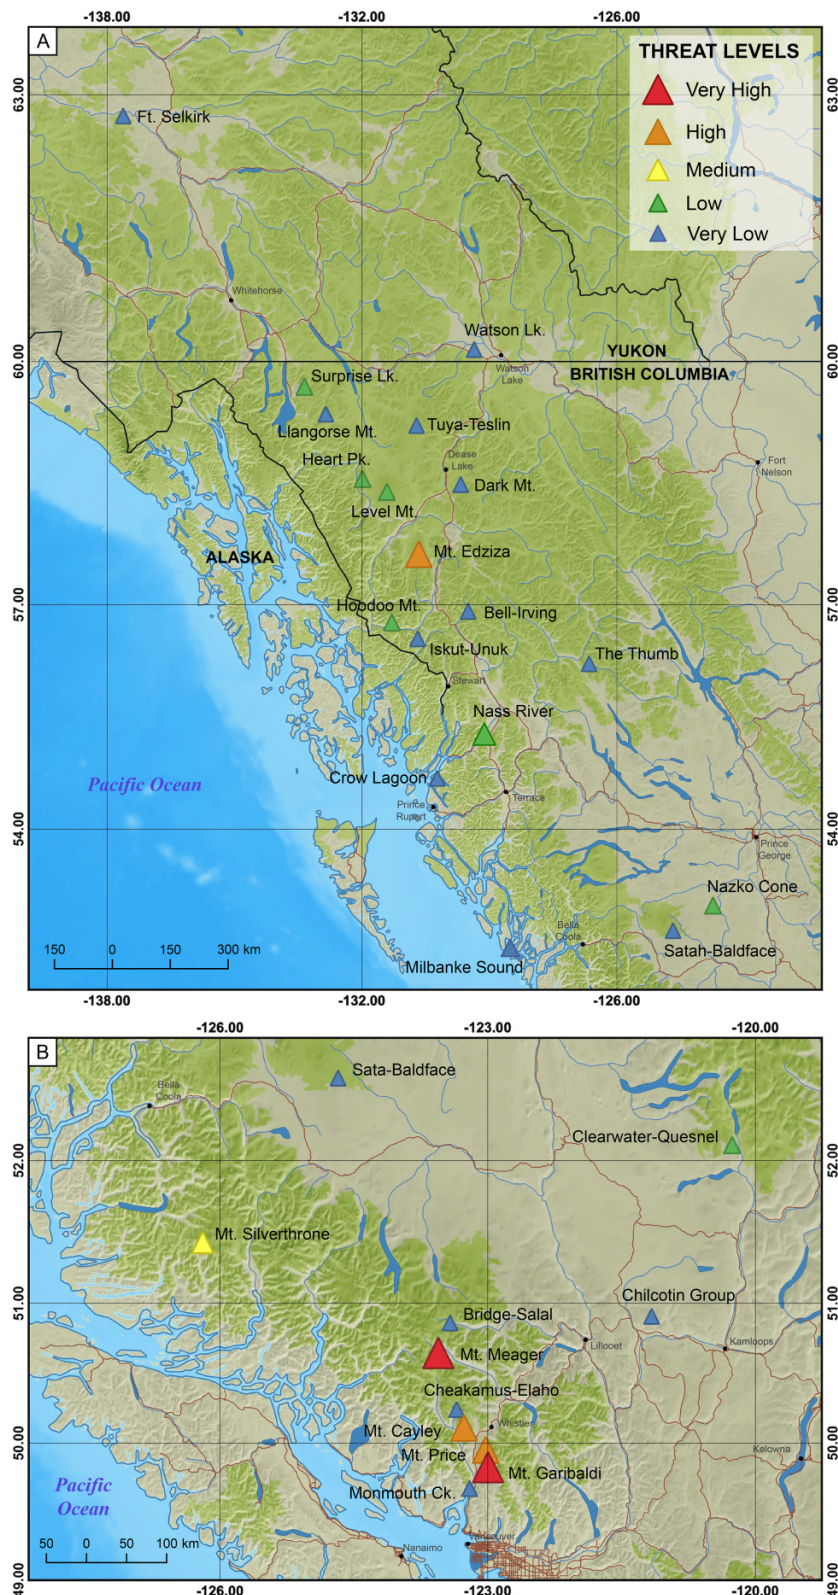 -138.00
-132.00
-126.00
A
THREAT LEVELS
Very High
High
Medium
Low
Very Low
63.00
63.00
Ft. Selkirk
Whitehorse
Watson Lk.
YUKON
60.00
60.00
Watson
Lake
BRITISH COLUMBIA
Surprise Lk.
Llangorse Mt.
Tuya-Teslin
Heart Pk.
Dease
Lake
Fort
Nelson
Level Mt.
Dark Mt.
ALASKA
Mt. Edziza
57.00
57.00
Hoodoo Mt.
Bell-Irving
Iskut-Unuk
The Thumb
Stewart
Nass River
Pacific Ocean
Crow Lagoon
Prince
Rupert
Terrace
54.00
54.00
Prince
George
Nazko Cone
Bella
Coola
Satah-Baldface
150
0
150
300 km
Milbanke Sound
-138.00
-132.00
-126.00
-126.00
-123.00
-120.00
B
Sata-Baldface
Bella
Coola
Clearwater-Quesnel
52.00
52.00
Mt. Silverthrone
51.00
51.00
Chilcotin Group
Bridge-Salal
Lillooet
Kamloops
Mt. Meager
Cheakamus-Elaho
Mt. Cayley
Whistler
50.00
50.00
Kelowna
Mt. Price
Mt. Garibaldi
Monmouth Ck.
Pacific
Ocean
Vancouver
Nanaimo
50
0
50
100 km
49.00
49.00
-126.00
-123.00
-120.00